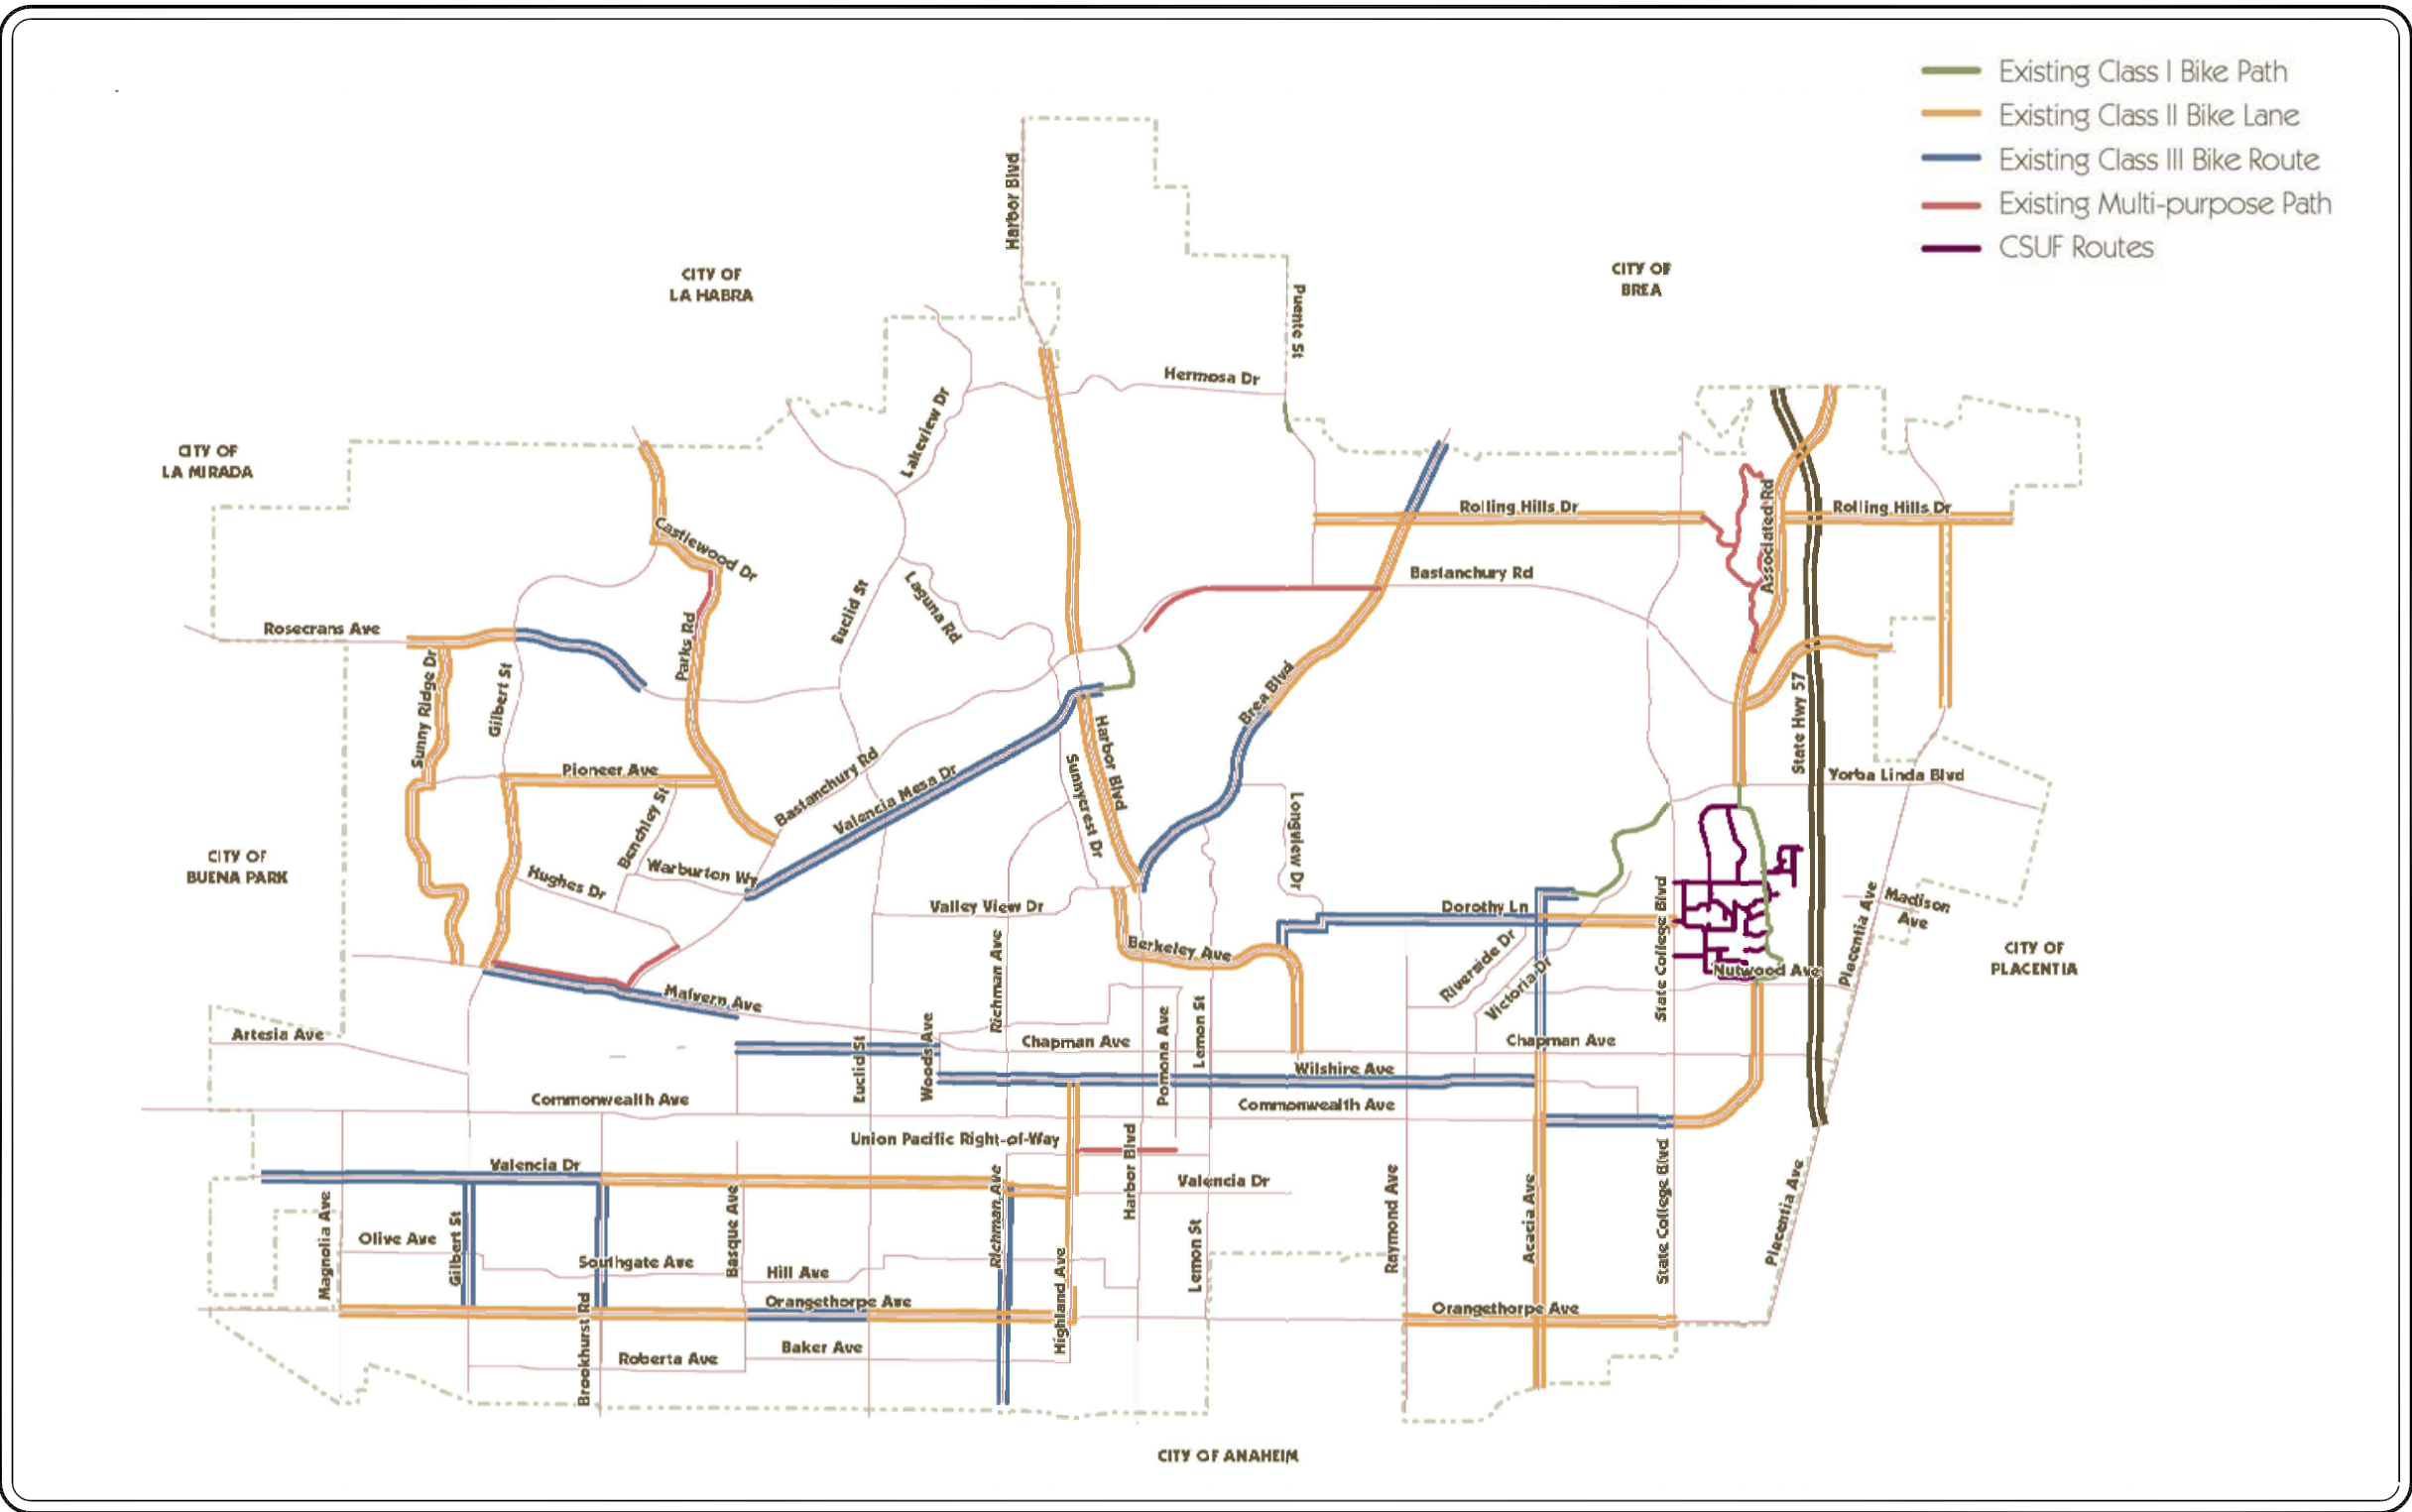 Existing Class I Bike Path
Existing Class II Bike Lane
Existing Class III Bike Route
Existing Multi-purpose Path
CSUF Routes
Harbor Blvd
CITY OF
LA HABRA
CITY OF
BREA
Puente St
Hermosa Dr
Lakeview Dr
CITY OF
LA MIRADA
Castlewood Dr
Rolling Hills Dr
Associated Rd
Rolling Hills Dr
Bastanchury Rd
Euclid St
Laguna Rd
Rosecrans Ave
Parks Rd
Sunny Ridge Dr
Gilbert St
Brea Blvd
State Hwy 57
Harbor Blvd
Sunnycrest Dr
Pioneer Ave
Bastanchury Rd
Valencia Mesa Dr
Yorba Linda Blvd
Benchley St
Longview Dr
CITY OF
BUENA PARK
Hughes Dr
Warburton Wy
Valley View Dr
Dorothy Ln
State College Blvd
Placentia Ave
Madison
Ave
CITY OF
PLACENTIA
Richman Ave
Berkeley Ave
Riverside Dr
Victoria Dr
Nutwood Ave
Malvern Ave
Artesia Ave
Euclid St
Woods Ave
Chapman Ave
Pomona Ave
Lemon St
Chapman Ave
Wilshire Ave
Commonwealth Ave
Commonwealth Ave
Union Pacific Right-of-Way
Harbor Blvd
Valencia Dr
Valencia Dr
Magnolia Ave
Olive Ave
Gilbert St
Southgate Ave
Basque Ave
Hill Ave
Richman Ave
Highland Ave
Lemon St
Raymond Ave
Acacia Ave
State College Blvd
Placentia Ave
Orangethorpe Ave
Orangethorpe Ave
Brookhurst Rd
Roberta Ave
Baker Ave
CITY OF ANAHEIM